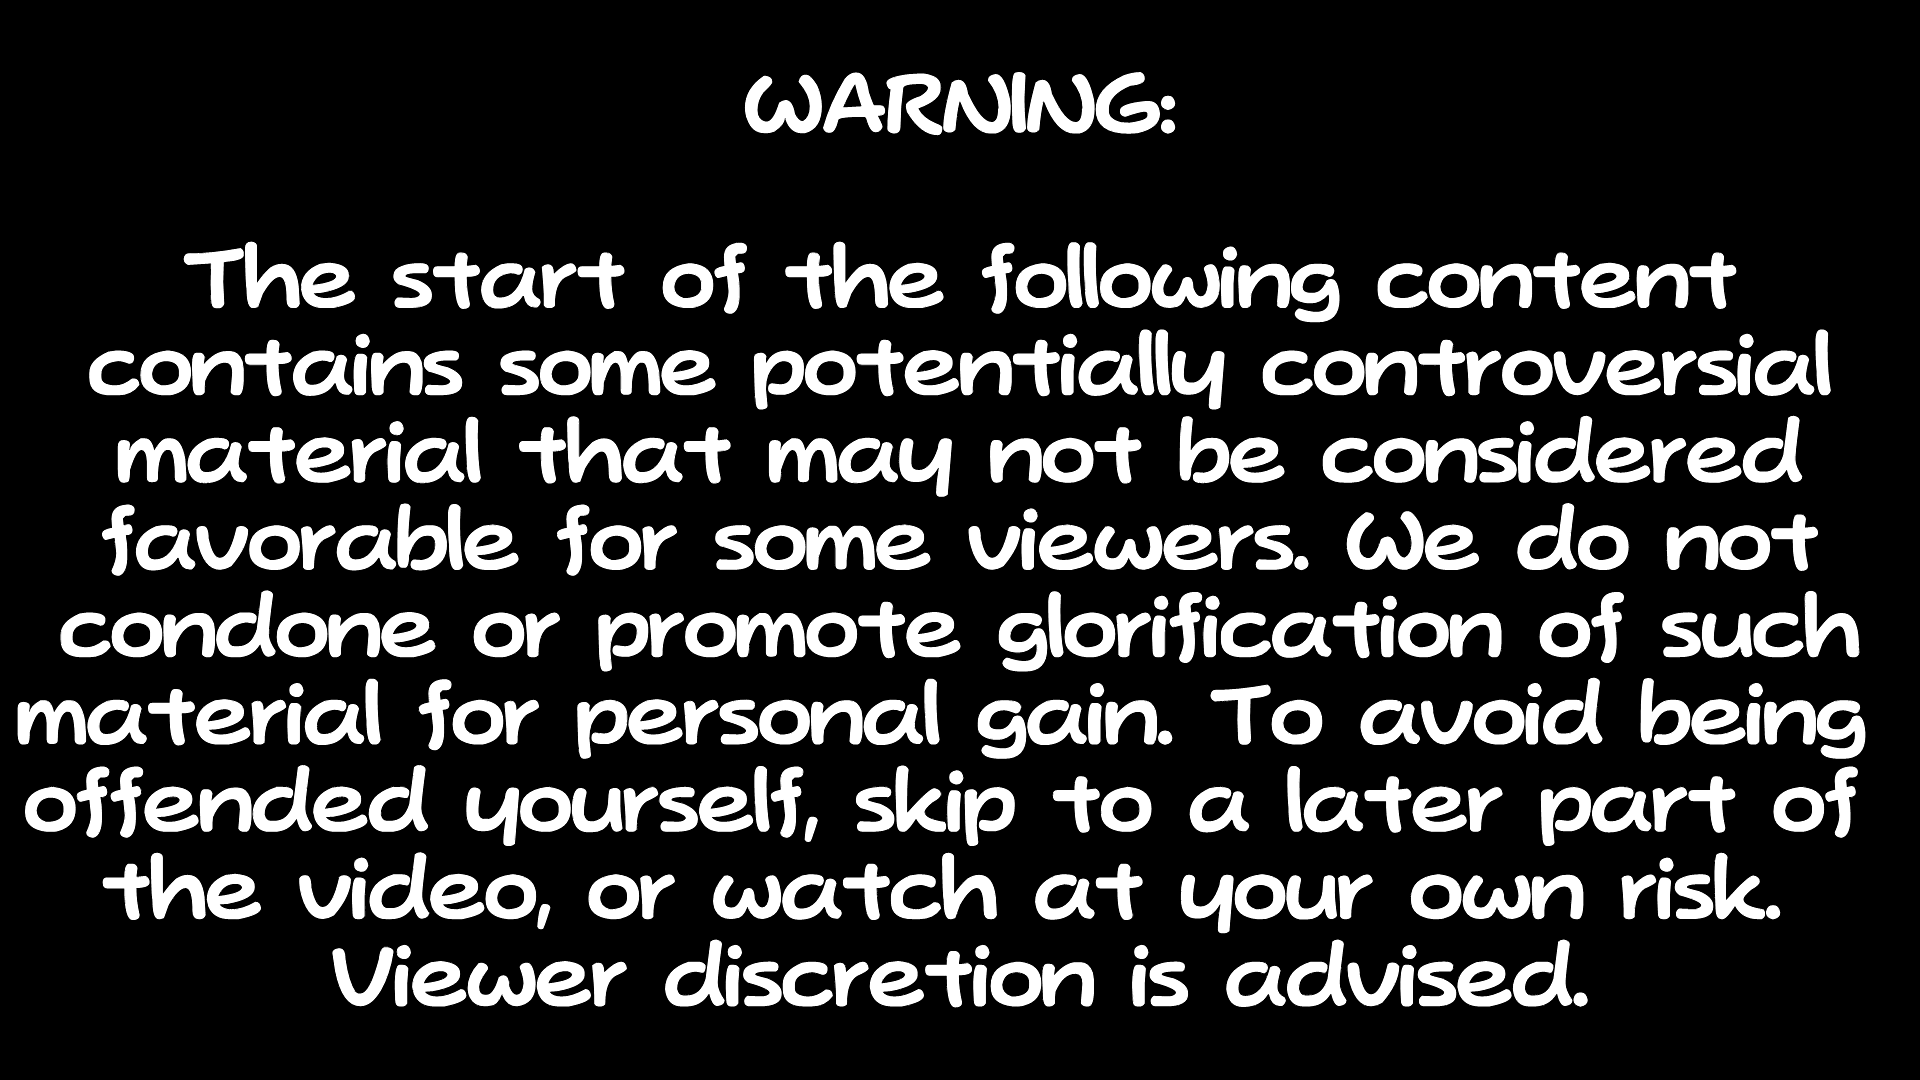 WARNING:
The start of the following content
contains some potentially controversial
material that may not be considered
favorable for some viewers. We do not
condone or promote glorification of such
material for personal gain. To avoid being
offended yourself, skip to a later part of
the video, or watch at your own risk.
Viewer discretion is advised.